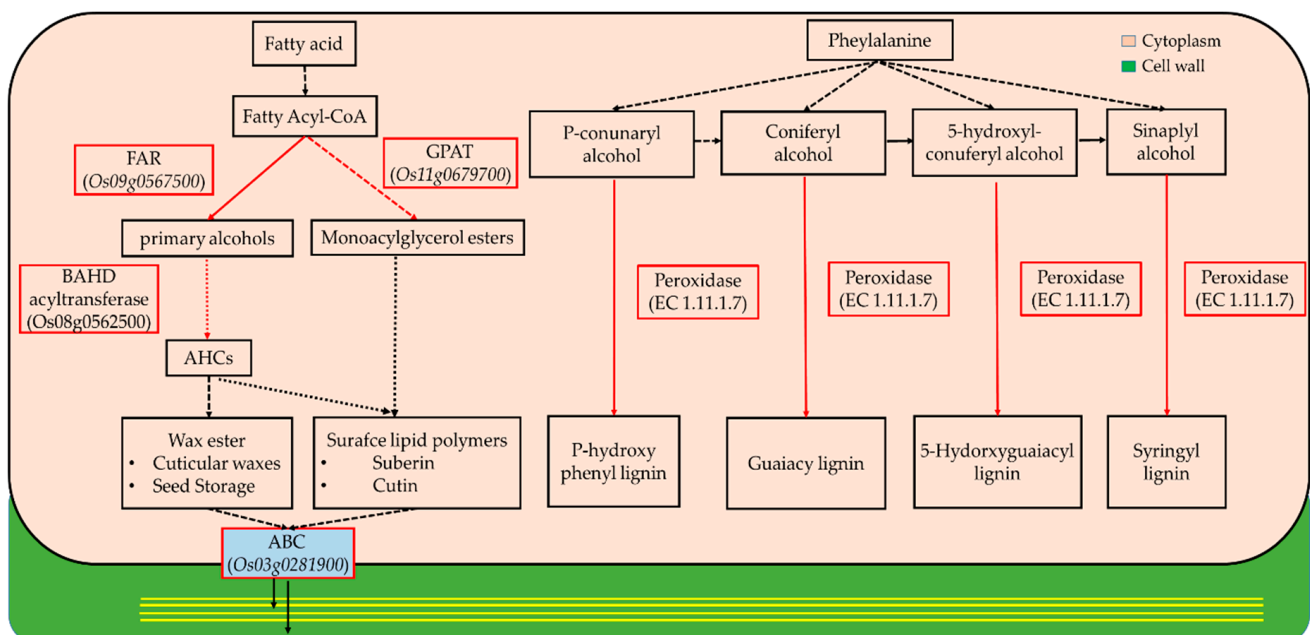 Fatty acid
Pheylalanine
Cytoplasm
Cell wall
Fatty Acyl-CoA
P-conunaryl
alcohol
Coniferyl
alcohol
5-hydroxyl-
conuferyl alcohol
Sinaplyl
alcohol
FAR
(Os09g0567500)
GPAT
(Os11g0679700)
primary alcohols
Monoacylglycerol esters
BAHD
acyltransferase
(Os08g0562500)
Peroxidase
(EC 1.11.1.7)
Peroxidase
(EC 1.11.1.7)
Peroxidase
(EC 1.11.1.7)
Peroxidase
(EC 1.11.1.7)
AHCs
Wax ester
• Cuticular waxes
• Seed Storage
Surafce lipid polymers
• Suberin
• Cutin
P-hydroxy
phenyl lignin
Guaiacy lignin
5-Hydorxyguaiacyl
lignin
Syringyl
lignin
ABC
(Os03g0281900)